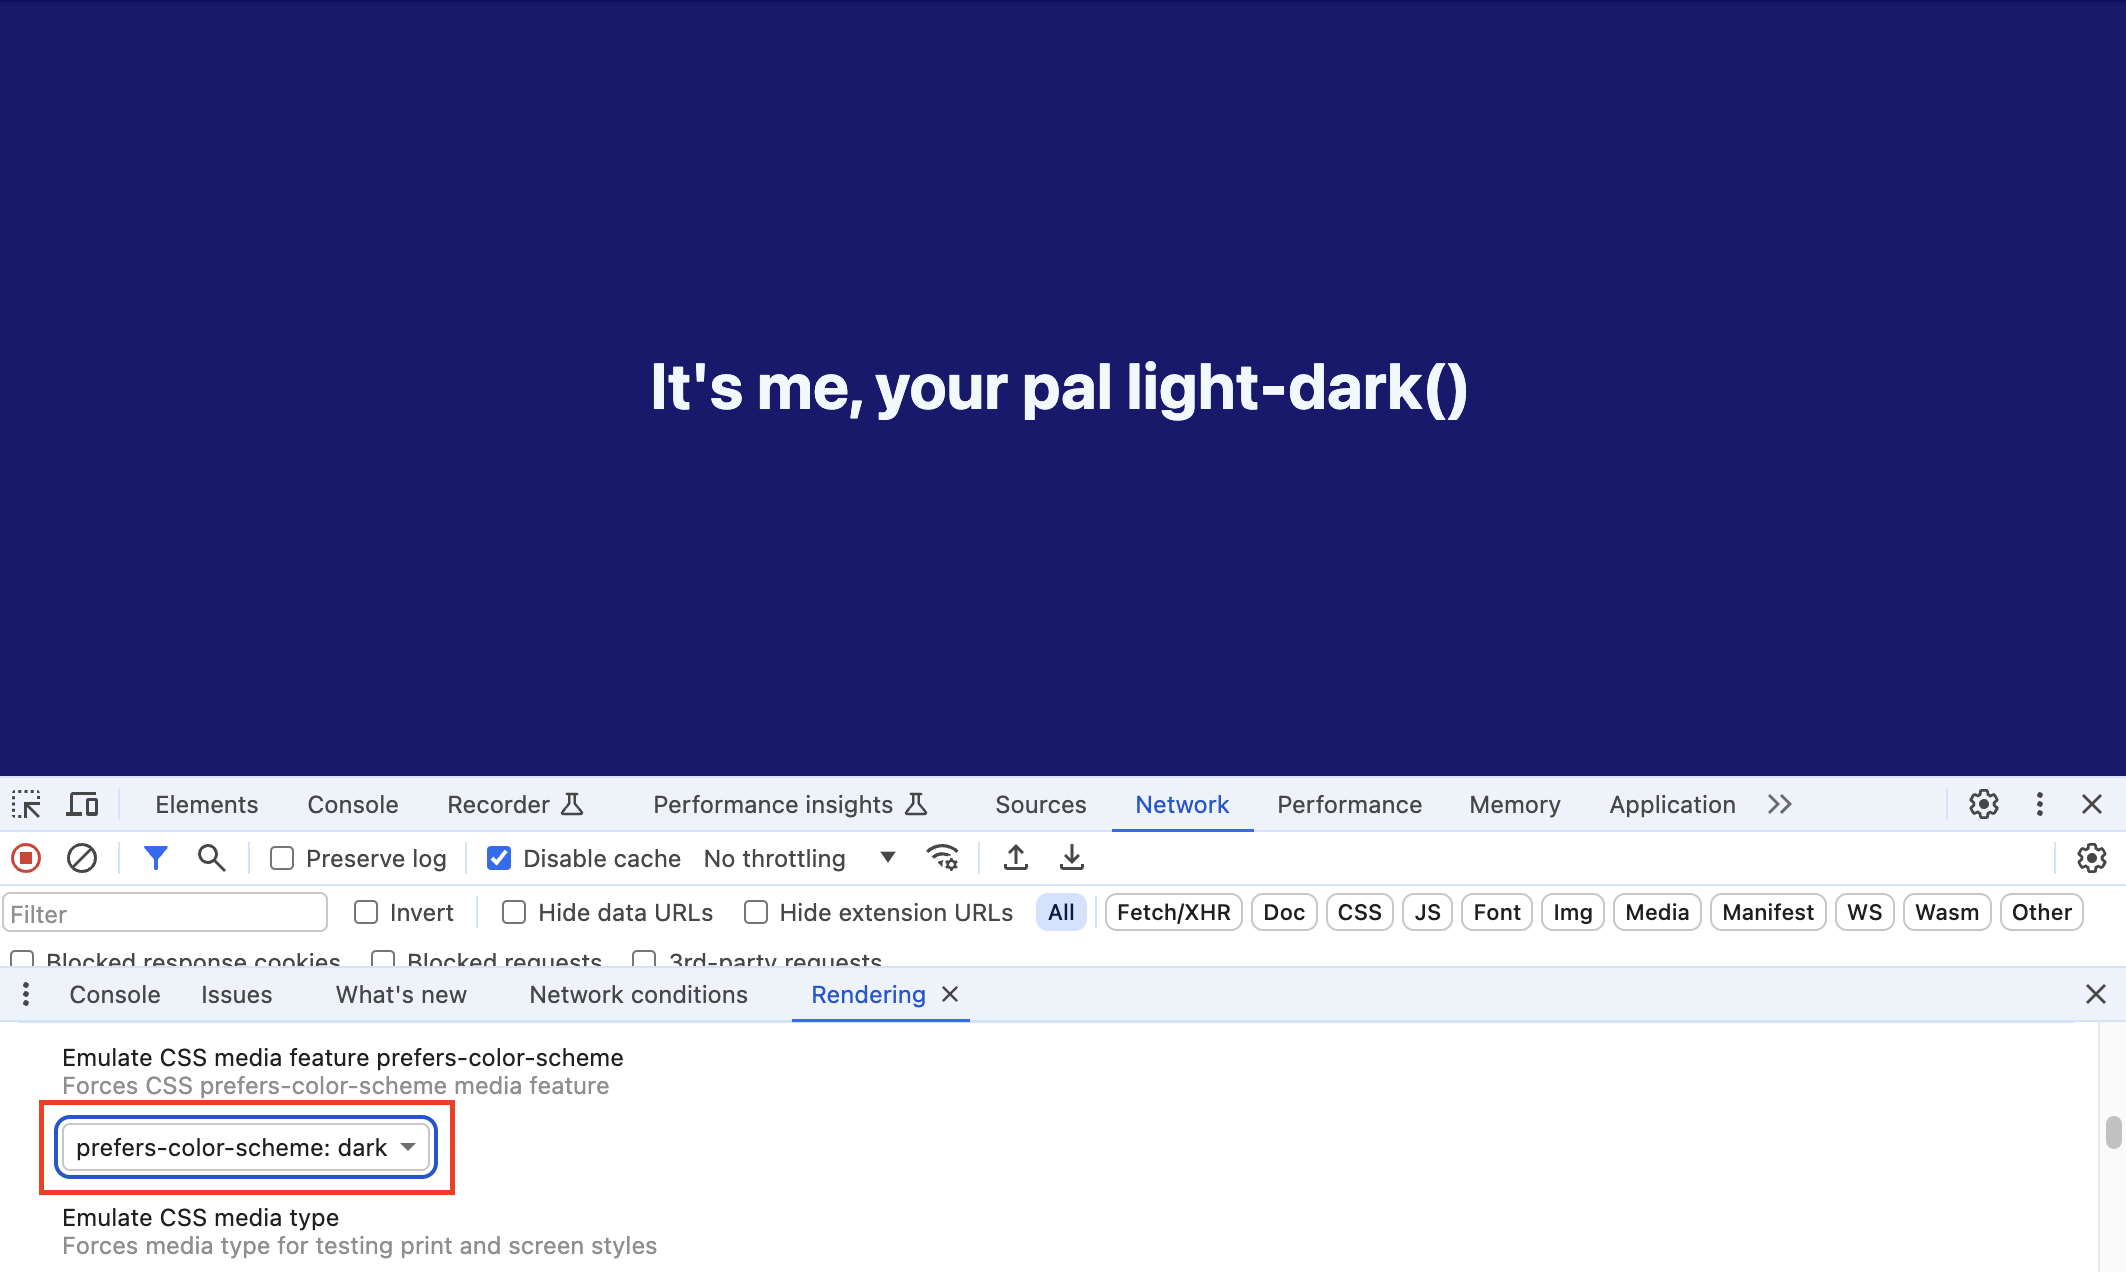 It's me, your pal light-dark()
Elements Console Recorder Performance insights Sources Network Performance Memory Application
Preserve log Disable cache No throttling
Filter Invert Hide data URLs Hide extension URLs All Fetch/XHR Doc CSS JS Font Img Media Manifest WS Wasm Other
Blocked response cookies Blocked requests 3rd-party requests
Console Issues What's new Network conditions Rendering
Emulate CSS media feature prefers-color-scheme
Forces CSS prefers-color-scheme media feature
prefers-color-scheme: dark
Emulate CSS media type
Forces media type for testing print and screen styles